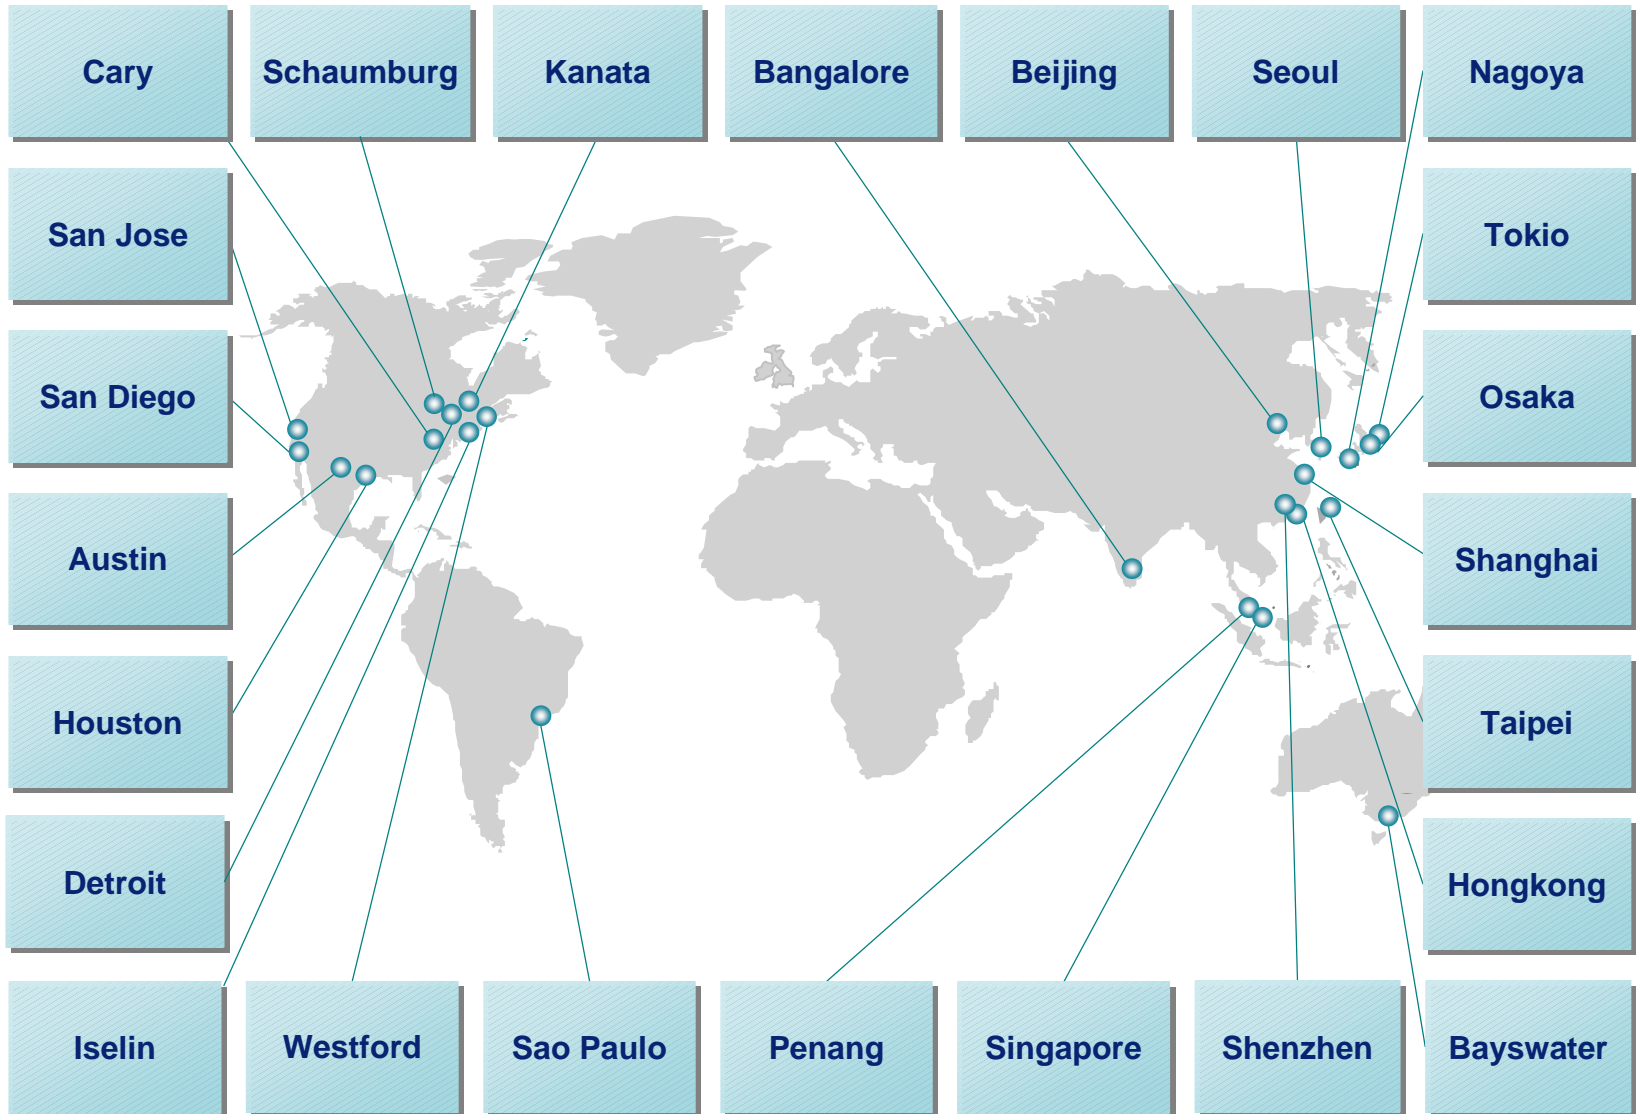 Cary
Schaumburg
Kanata
Bangalore
Beijing
Seoul
Nagoya
San Jose
Tokio
San Diego
Osaka
Austin
Shanghai
Houston
Taipei
Detroit
Hongkong
Iselin
Westford
Sao Paulo
Penang
Singapore
Shenzhen
Bayswater